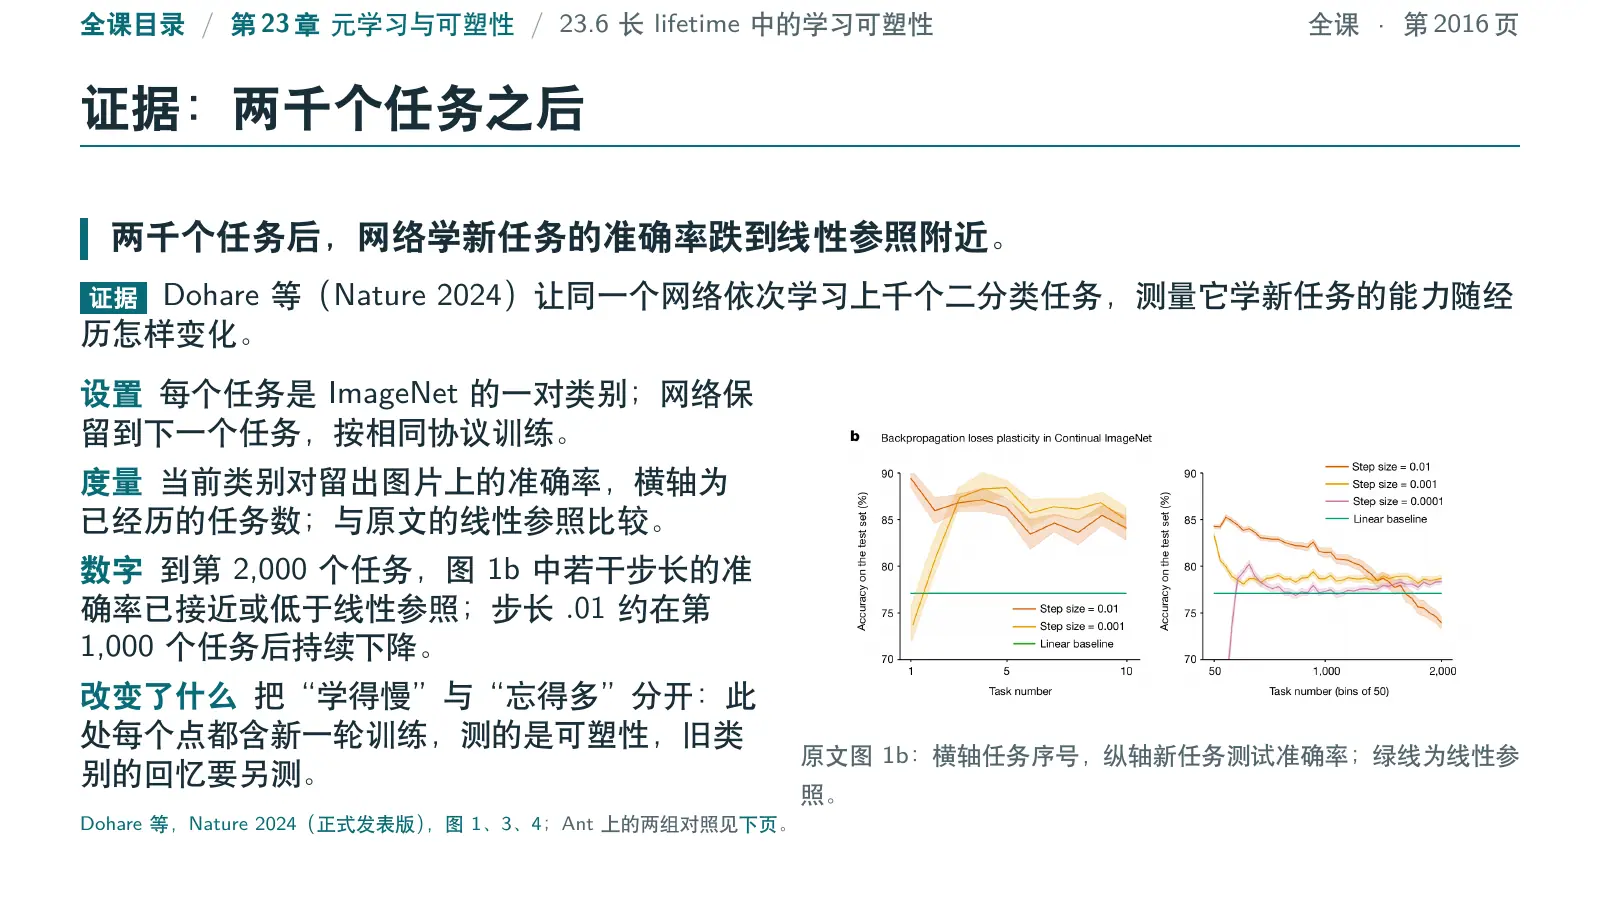 全课目录 / 第 23 章 元学习与可塑性 / 23.6 长 lifetime 中的学习可塑性
全课 · 第 2016 页
证据：两千个任务之后
两千个任务后，网络学新任务的准确率跌到线性参照附近。
证据 Dohare 等（Nature 2024）让同一个网络依次学习上千个二分类任务，测量它学新任务的能力随经
历怎样变化。
设置 每个任务是 ImageNet 的一对类别；网络保
留到下一个任务，按相同协议训练。
度量 当前类别对留出图片上的准确率，横轴为
已经历的任务数；与原文的线性参照比较。
数字 到第 2,000 个任务，图 1b 中若干步长的准
确率已接近或低于线性参照；步长 .01 约在第
1,000 个任务后持续下降。
改变了什么 把“学得慢”与“忘得多”分开：此
处每个点都含新一轮训练，测的是可塑性，旧类
别的回忆要另测。
Dohare 等，Nature 2024（正式发表版），图 1、3、4；Ant 上的两组对照见下页。
b Backpropagation loses plasticity in Continual ImageNet
Accuracy on the test set (%)
90
85
80
75
70
1
5
10
Task number
Step size = 0.01
Step size = 0.001
Linear baseline
Accuracy on the test set (%)
90
85
80
75
70
50
1,000
2,000
Task number (bins of 50)
Step size = 0.01
Step size = 0.001
Step size = 0.0001
Linear baseline
原文图 1b：横轴任务序号，纵轴新任务测试准确率；绿线为线性参
照。